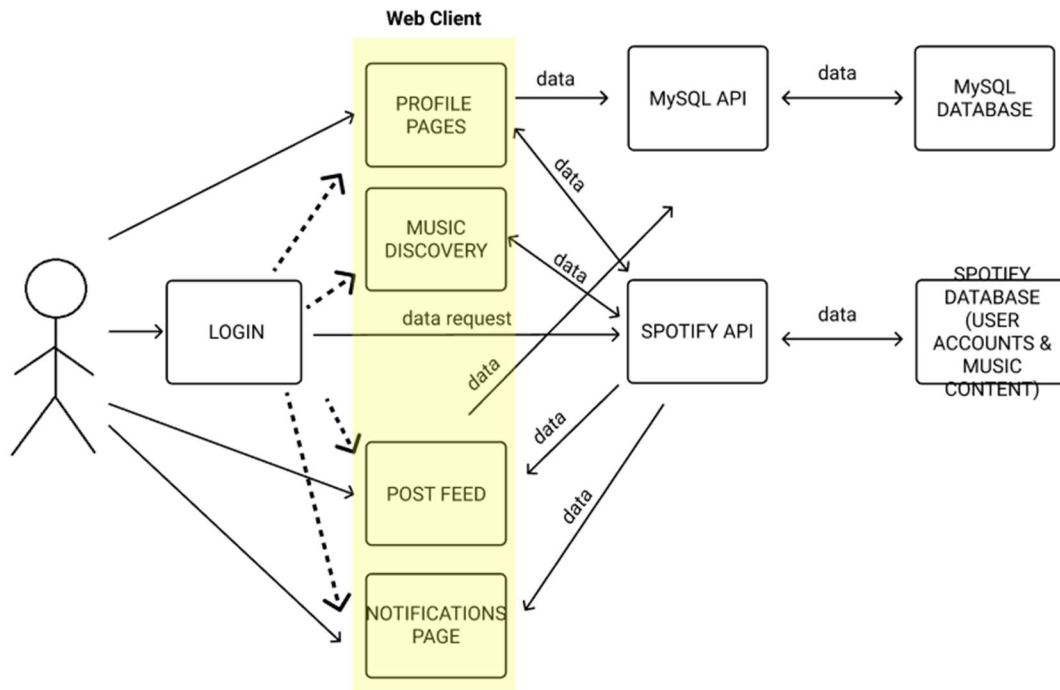 Web Client
PROFILE
PAGES
data
MySQL API
data
MySQL
DATABASE
data
MUSIC
DISCOVERY
data
LOGIN
data request
SPOTIFY API
data
SPOTIFY
DATABASE
(USER
ACCOUNTS &
MUSIC
CONTENT)
data
data
POST FEED
data
NOTIFICATIONS
PAGE